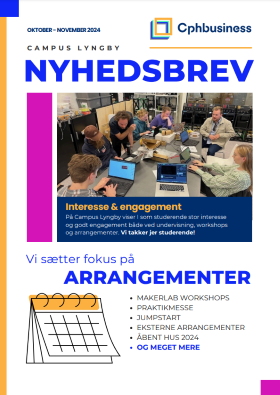 OKTOBER - NOVEMBER 2024
Cphbusiness
CAMPUS LYNGBY
NYHEDSBREV
Interesse & engagement
På Campus Lyngby viser I som studerende stor interesse
og godt engagement både ved undervisning, workshops
og arrangementer. Vi takker jer studerende!
Vi sætter fokus på
ARRANGEMENTER
MAKERLAB WORKSHOPS
PRAKTIKMESSE
JUMPSTART
EKSTERNE ARRANGEMENTER
ÅBENT HUS 2024
OG MEGET MERE